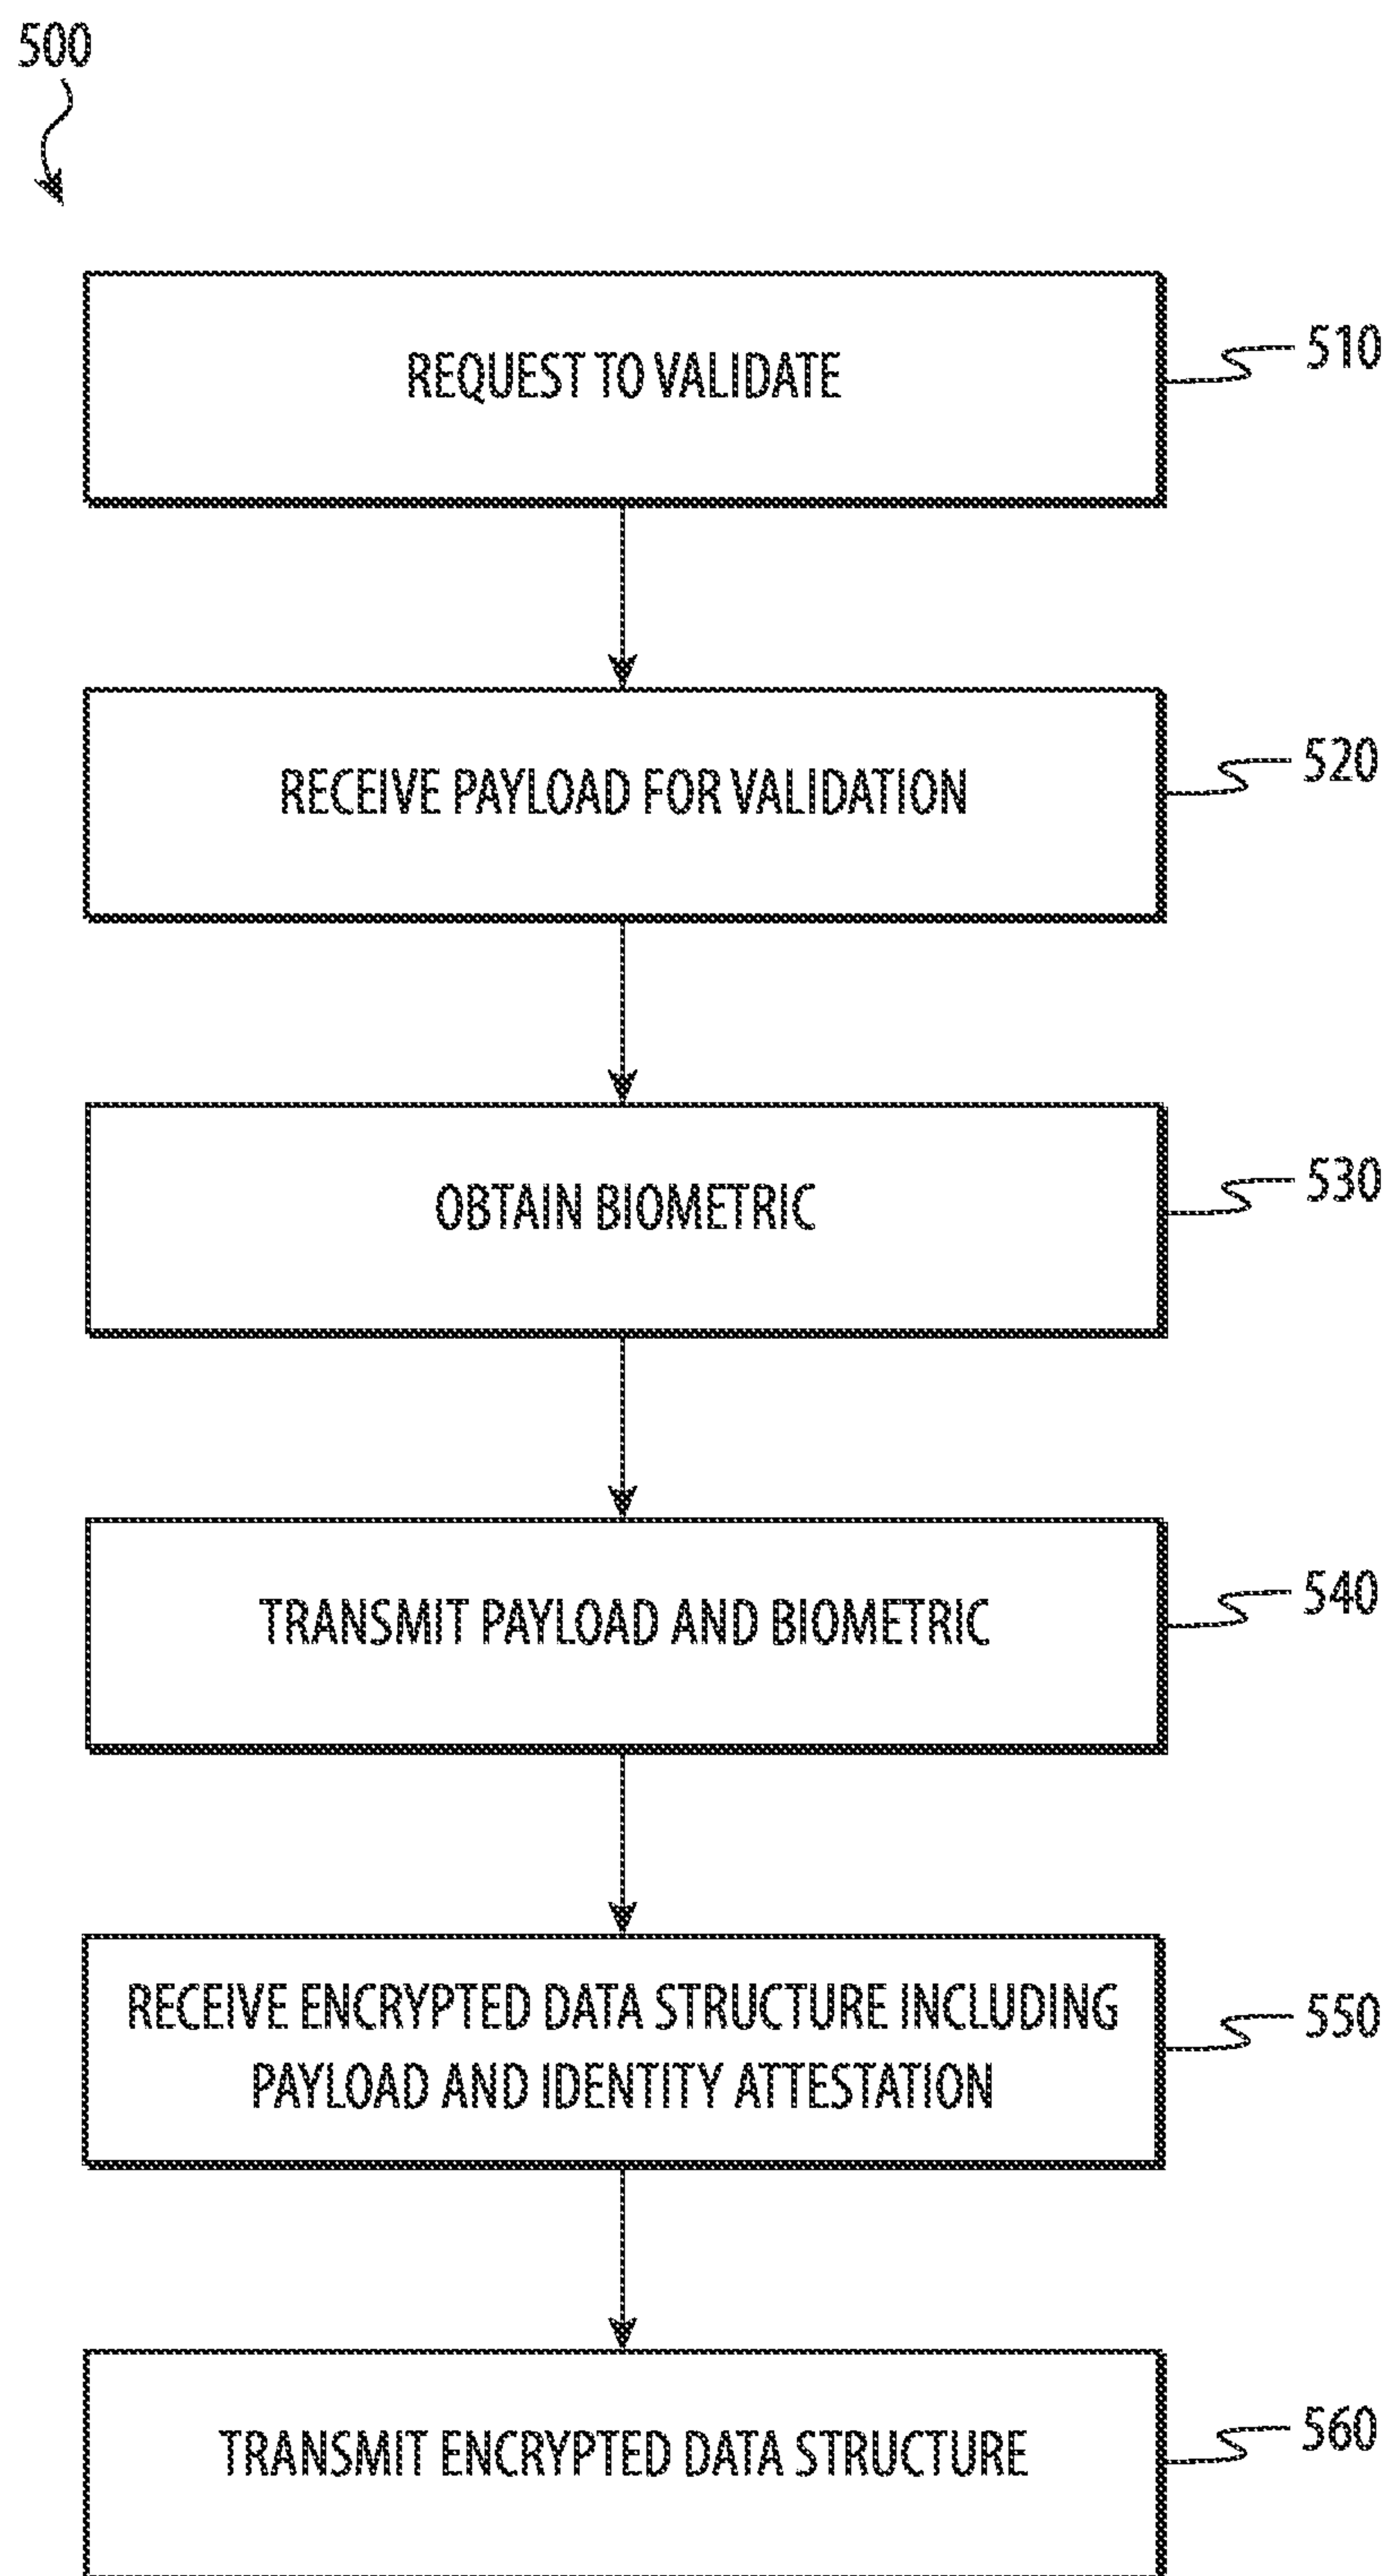 500
REQUEST TO VALIDATE
510
RECEIVE PAYLOAD FOR VALIDATION
520
OBTAIN BIOMETRIC
530
TRANSMIT PAYLOAD AND BIOMETRIC
540
RECEIVE ENCRYPTED DATA STRUCTURE INCLUDING
PAYLOAD AND IDENTITY ATTESTATION
550
TRANSMIT ENCRYPTED DATA STRUCTURE
560